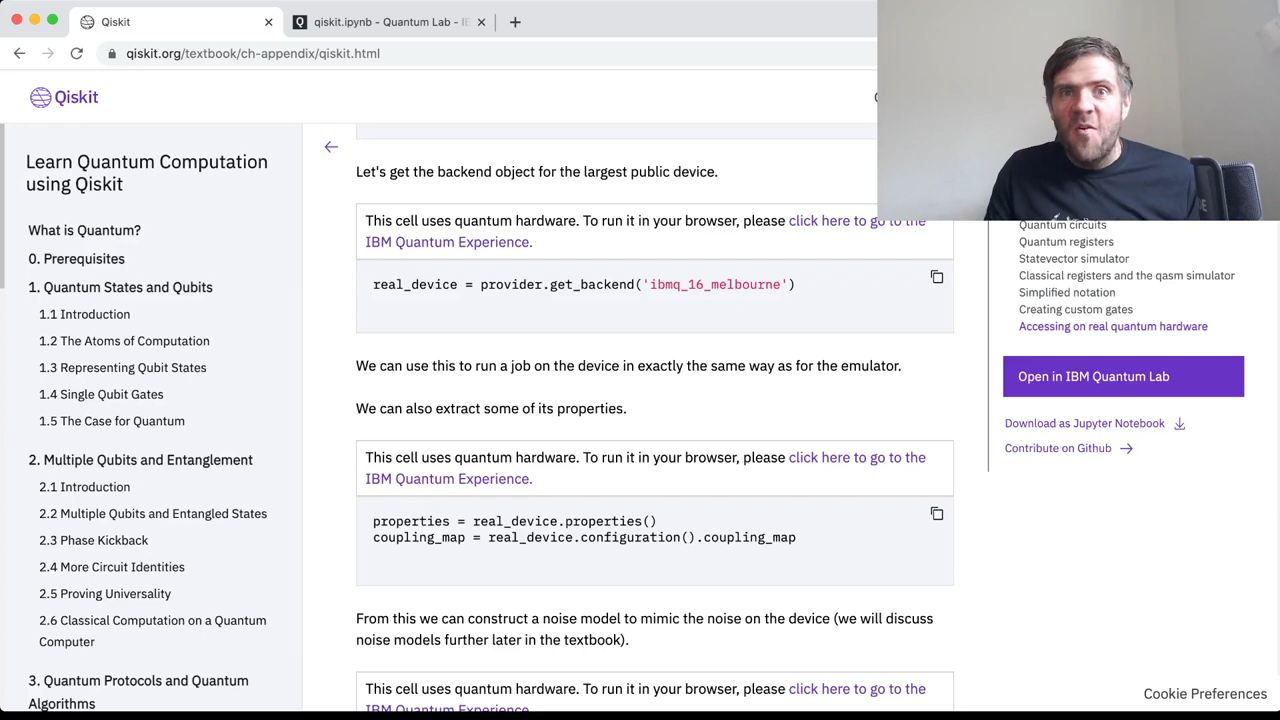 Qiskit
qiskit.ipynb - Quantum Lab - I
qiskit.org/textbook/ch-appendix/qiskit.html
Qiskit
Learn Quantum Computation
using Qiskit
What is Quantum?
0. Prerequisites
1. Quantum States and Qubits
1.1 Introduction
1.2 The Atoms of Computation
1.3 Representing Qubit States
1.4 Single Qubit Gates
1.5 The Case for Quantum
2. Multiple Qubits and Entanglement
2.1 Introduction
2.2 Multiple Qubits and Entangled States
2.3 Phase Kickback
2.4 More Circuit Identities
2.5 Proving Universality
2.6 Classical Computation on a Quantum
Computer
3. Quantum Protocols and Quantum
Algorithms
Let's get the backend object for the largest public device.
This cell uses quantum hardware. To run it in your browser, please click here to go to the
IBM Quantum Experience.
real_device = provider.get_backend('ibmq_16_melbourne')
We can use this to run a job on the device in exactly the same way as for the emulator.
We can also extract some of its properties.
This cell uses quantum hardware. To run it in your browser, please click here to go to the
IBM Quantum Experience.
properties = real_device.properties()
coupling_map = real_device.configuration().coupling_map
From this we can construct a noise model to mimic the noise on the device (we will discuss
noise models further later in the textbook).
This cell uses quantum hardware. To run it in your browser, please click here to go to the
IBM Quantum Experience.
Quantum circuits
Quantum registers
Statevector simulator
Classical registers and the qasm simulator
Simplified notation
Creating custom gates
Accessing on real quantum hardware
Open in IBM Quantum Lab
Download as Jupyter Notebook
Contribute on Github
Cookie Preferences